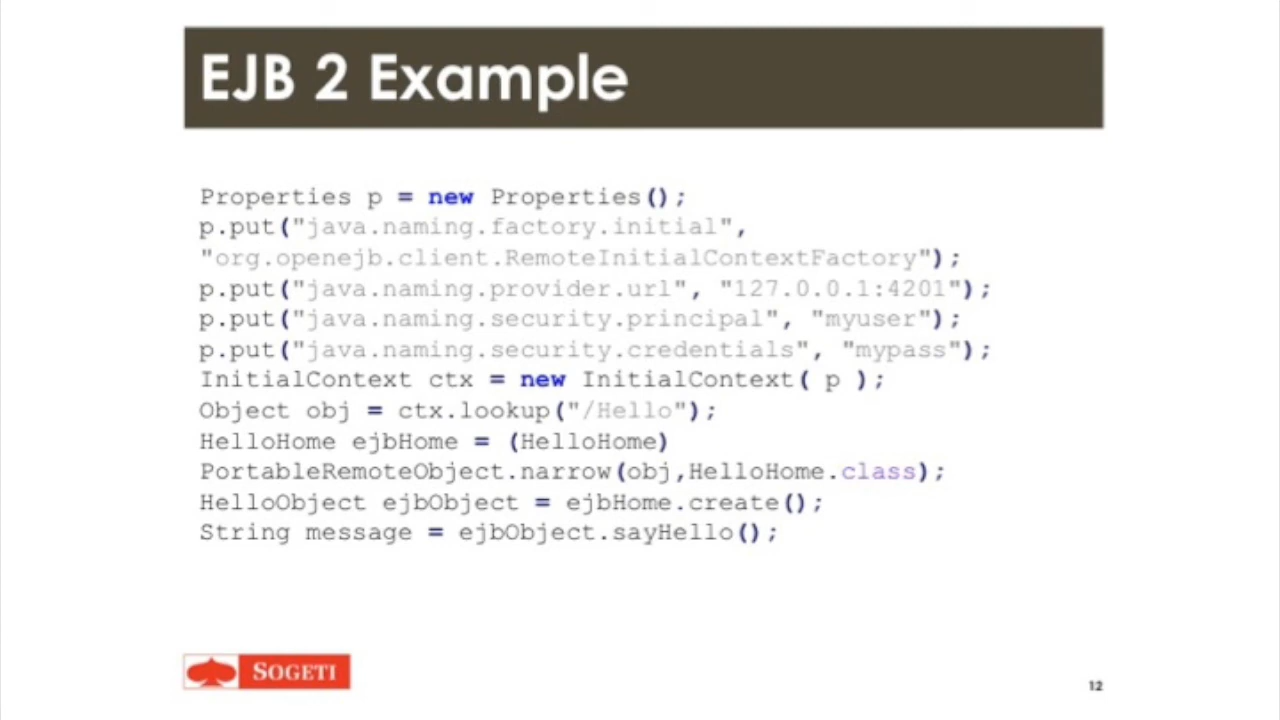 EJB 2 Example
Properties p = new Properties();
p.put("java.naming.factory.initial",
"org.openejb.client.RemoteInitialContextFactory");
p.put("java.naming.provider.url", "127.0.0.1:4201");
p.put("java.naming.security.principal", "myuser");
p.put("java.naming.security.credentials", "mypass");
InitialContext ctx = new InitialContext( p );
Object obj = ctx.lookup("/Hello");
HelloHome ejbHome = (HelloHome)
PortableRemoteObject.narrow(obj,HelloHome.class);
HelloObject ejbObject = ejbHome.create();
String message = ejbObject.sayHello();
SOGETI
12